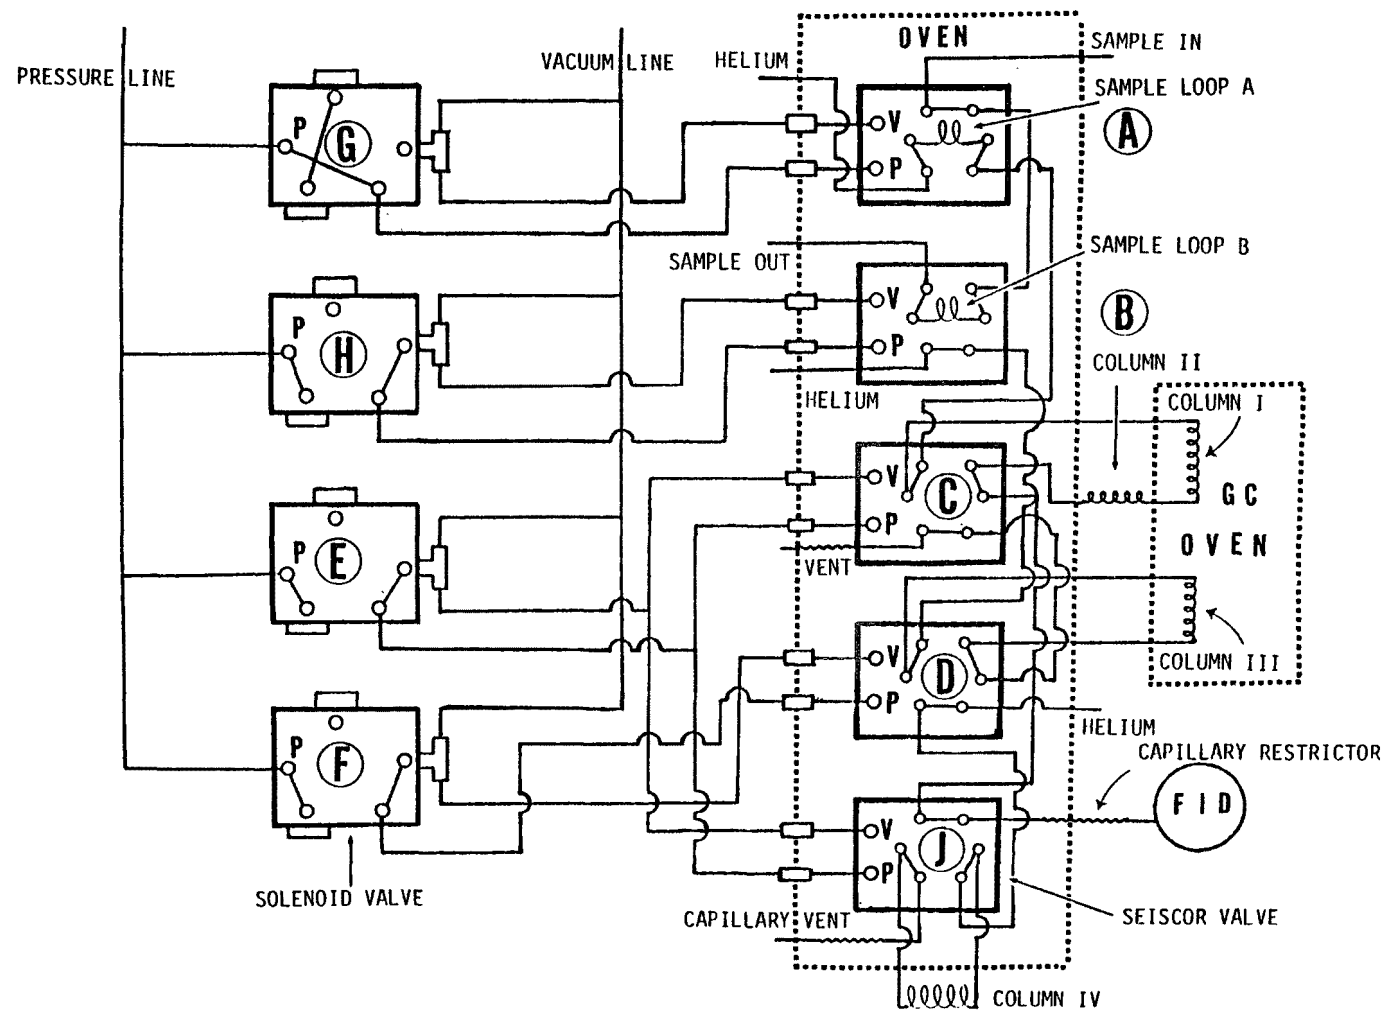 OVEN
SAMPLE IN
PRESSURE LINE
VACUUM LINE
HELIUM
SAMPLE LOOP A
P
G
V
A
P
SAMPLE OUT
SAMPLE LOOP B
P
H
V
B
P
COLUMN II
HELIUM
COLUMN I
V
C
GC
P
OVEN
P
E
VENT
V
D
COLUMN III
P
HELIUM
P
F
CAPILLARY RESTRICTOR
FID
V
J
P
SOLENOID VALVE
CAPILLARY VENT
SEISCOR VALVE
COLUMN IV